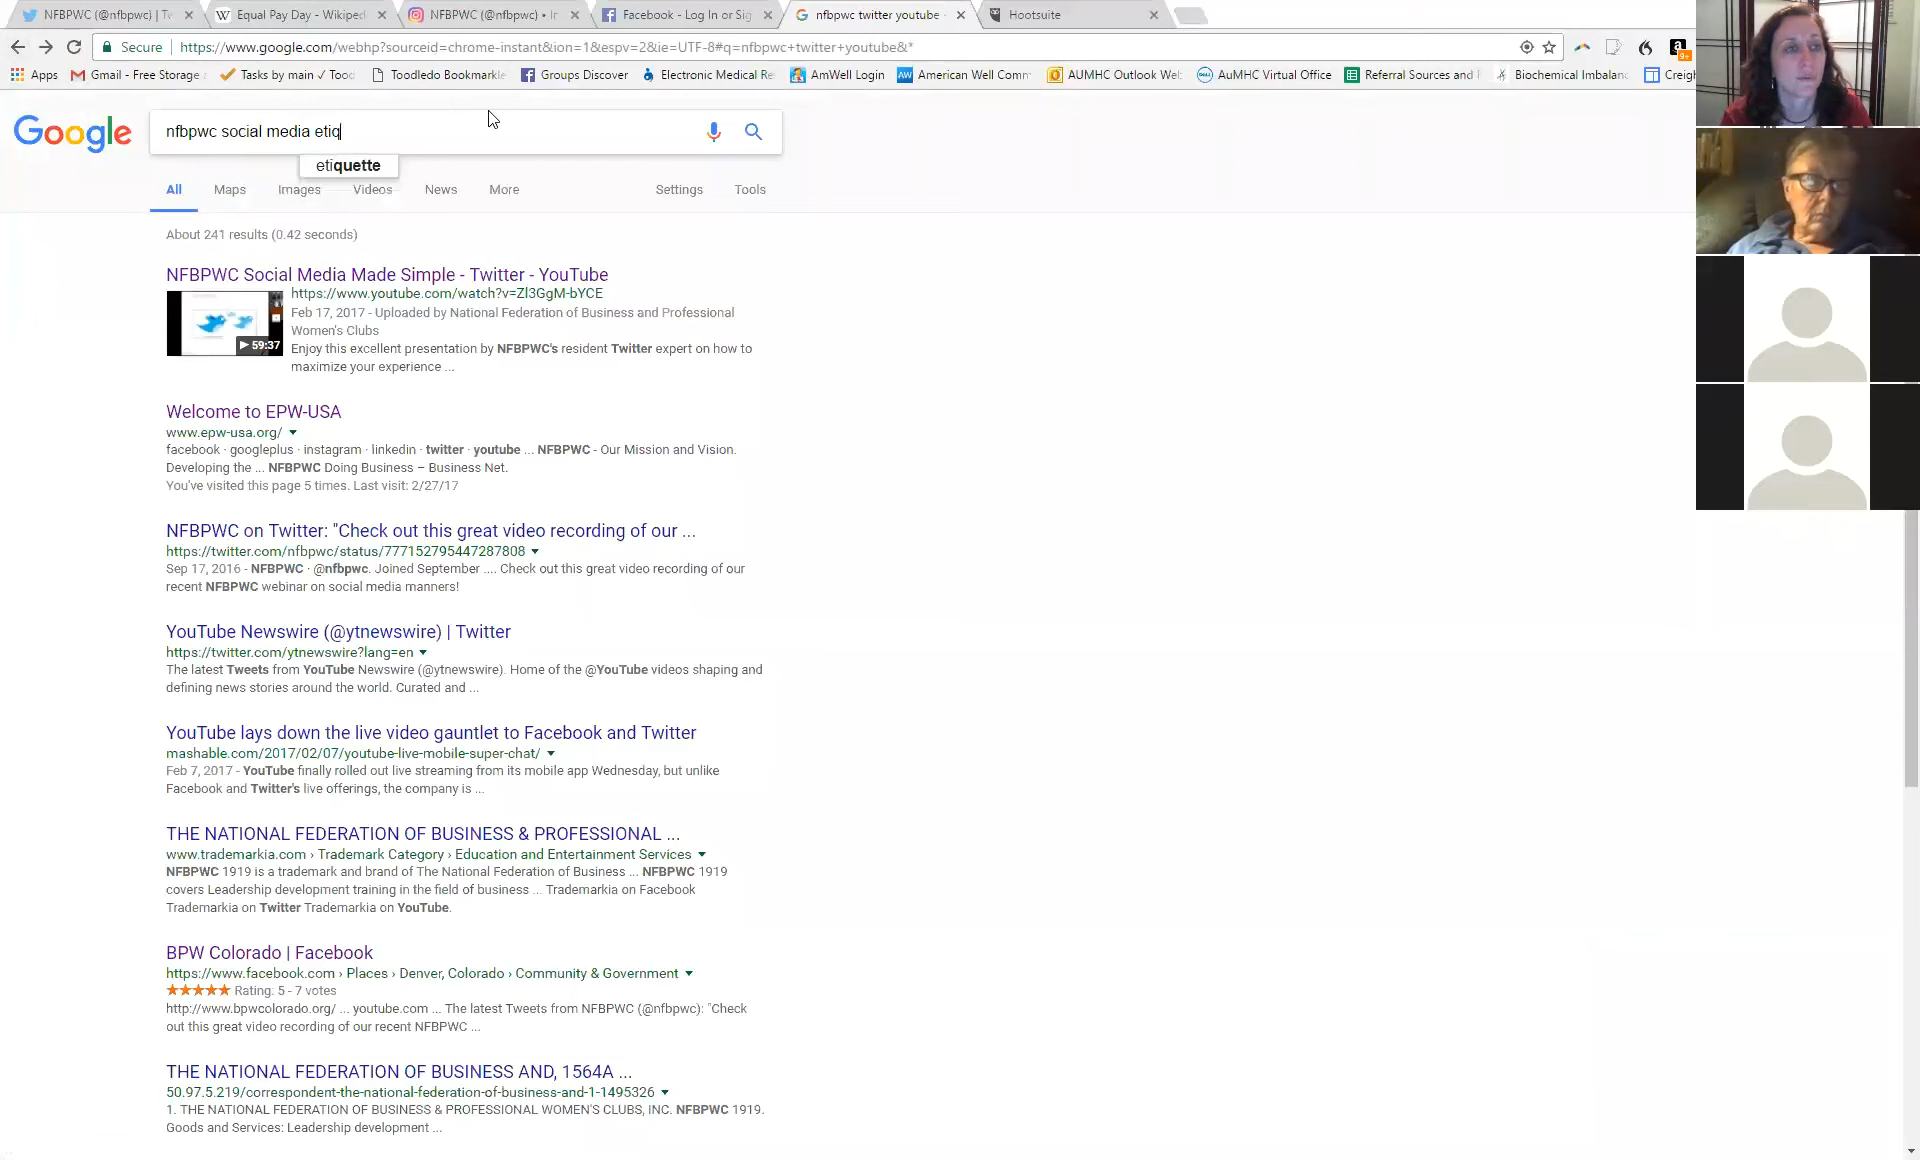 NFBPWC (@nfbpwc) | Tw
Equal Pay Day - Wikiped
NFBPWC (@nfbpwc) • In
Facebook - Log In or Sig
nfbpwc twitter youtube -
Hootsuite
Secure
https://www.google.com/webhp?sourceid=chrome-instant&ion=1&espv=2&ie=UTF-8#q=nfbpwc+twitter+youtube&*
Apps
Gmail - Free Storage
Tasks by main ✓ Tood
Toodledo Bookmarkle
Groups Discover
Electronic Medical Re
AmWell Login
American Well Comm
AUMHC Outlook We
AuMHC Virtual Office
Referral Sources and
Biochemical Imbalanc
Creigh
9+
Google
nfbpwc social media etiq
etiquette
All
Maps
Images
Videos
News
More
Settings
Tools
About 241 results (0.42 seconds)
NFBPWC Social Media Made Simple - Twitter - YouTube
https://www.youtube.com/watch?v=Zl3GgM-bYCE
Feb 17, 2017 - Uploaded by National Federation of Business and Professional
Women's Clubs
59:37
Enjoy this excellent presentation by NFBPWC's resident Twitter expert on how to
maximize your experience ...
Welcome to EPW-USA
www.epw-usa.org/
facebook · googleplus · instagram · linkedin · twitter · youtube ... NFBPWC - Our Mission and Vision.
Developing the ... NFBPWC Doing Business – Business Net.
You've visited this page 5 times. Last visit: 2/27/17
NFBPWC on Twitter: "Check out this great video recording of our ...
https://twitter.com/nfbpwc/status/777152795447287808
Sep 17, 2016 - NFBPWC · @nfbpwc. Joined September .... Check out this great video recording of our
recent NFBPWC webinar on social media manners!
YouTube Newswire (@ytnewswire) | Twitter
https://twitter.com/ytnewswire?lang=en
The latest Tweets from YouTube Newswire (@ytnewswire). Home of the @YouTube videos shaping and
defining news stories around the world. Curated and ...
YouTube lays down the live video gauntlet to Facebook and Twitter
mashable.com/2017/02/07/youtube-live-mobile-super-chat/
Feb 7, 2017 - YouTube finally rolled out live streaming from its mobile app Wednesday, but unlike
Facebook and Twitter's live offerings, the company is ...
THE NATIONAL FEDERATION OF BUSINESS & PROFESSIONAL ...
www.trademarkia.com › Trademark Category › Education and Entertainment Services
NFBPWC 1919 is a trademark and brand of The National Federation of Business ... NFBPWC 1919
covers Leadership development training in the field of business ... Trademarkia on Facebook
Trademarkia on Twitter Trademarkia on YouTube.
BPW Colorado | Facebook
https://www.facebook.com › Places › Denver, Colorado › Community & Government
Rating: 5 - 7 votes
http://www.bpwcolorado.org/ ... youtube.com ... The latest Tweets from NFBPWC (@nfbpwc): "Check
out this great video recording of our recent NFBPWC ...
THE NATIONAL FEDERATION OF BUSINESS AND, 1564A ...
50.97.5.219/correspondent-the-national-federation-of-business-and-1-1495326
1. THE NATIONAL FEDERATION OF BUSINESS & PROFESSIONAL WOMEN'S CLUBS, INC. NFBPWC 1919.
Goods and Services: Leadership development ...